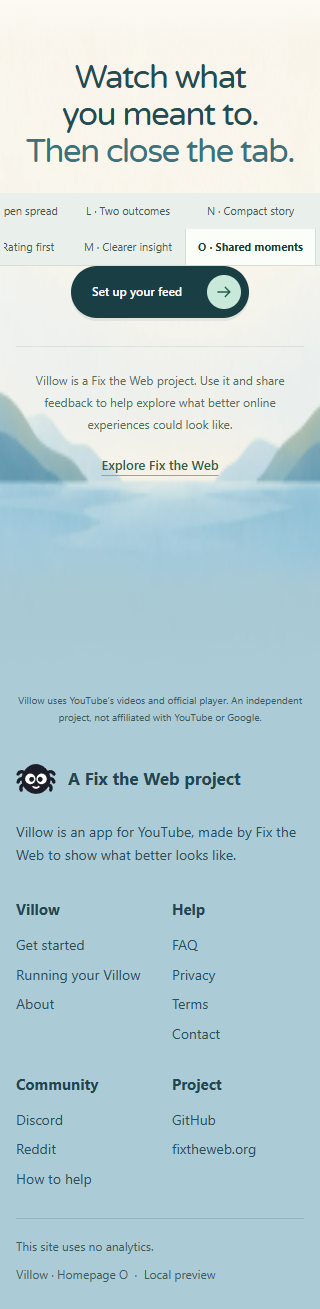 Watch what
you meant to.
Then close the tab.
pen spread L · Two outcomes N · Compact story
Rating first M · Clearer insight O · Shared moments
Set up your feed
Villow is a Fix the Web project. Use it and share
feedback to help explore what better online
experiences could look like.
Explore Fix the Web
Villow uses YouTube's videos and official player. An independent
project, not affiliated with YouTube or Google.
A Fix the Web project
Villow is an app for YouTube, made by Fix the
Web to show what better looks like.
Villow
Get started
Running your Villow
About
Help
FAQ
Privacy
Terms
Contact
Community
Discord
Reddit
How to help
Project
GitHub
fixtheweb.org
This site uses no analytics.
Villow · Homepage O · Local preview